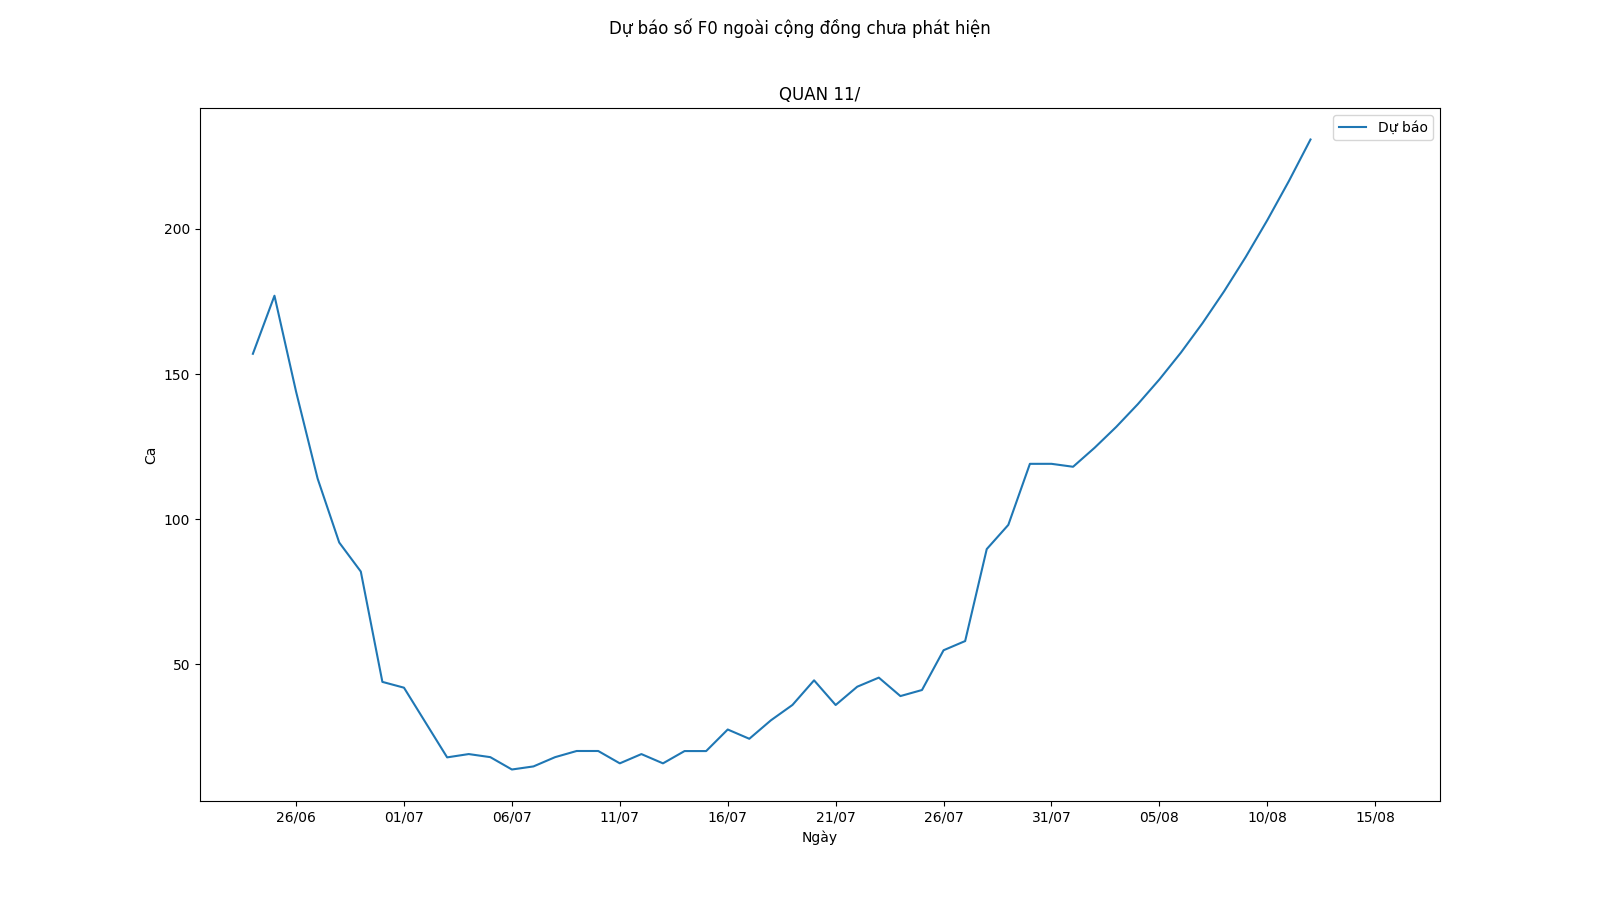 Dự báo số F0 ngoài cộng đồng chưa phát hiện
QUAN 11/
Dự báo
200
150
100
50
Ca
26/06 01/07 06/07 11/07 16/07 21/07 26/07 31/07 05/08 10/08 15/08
Ngày